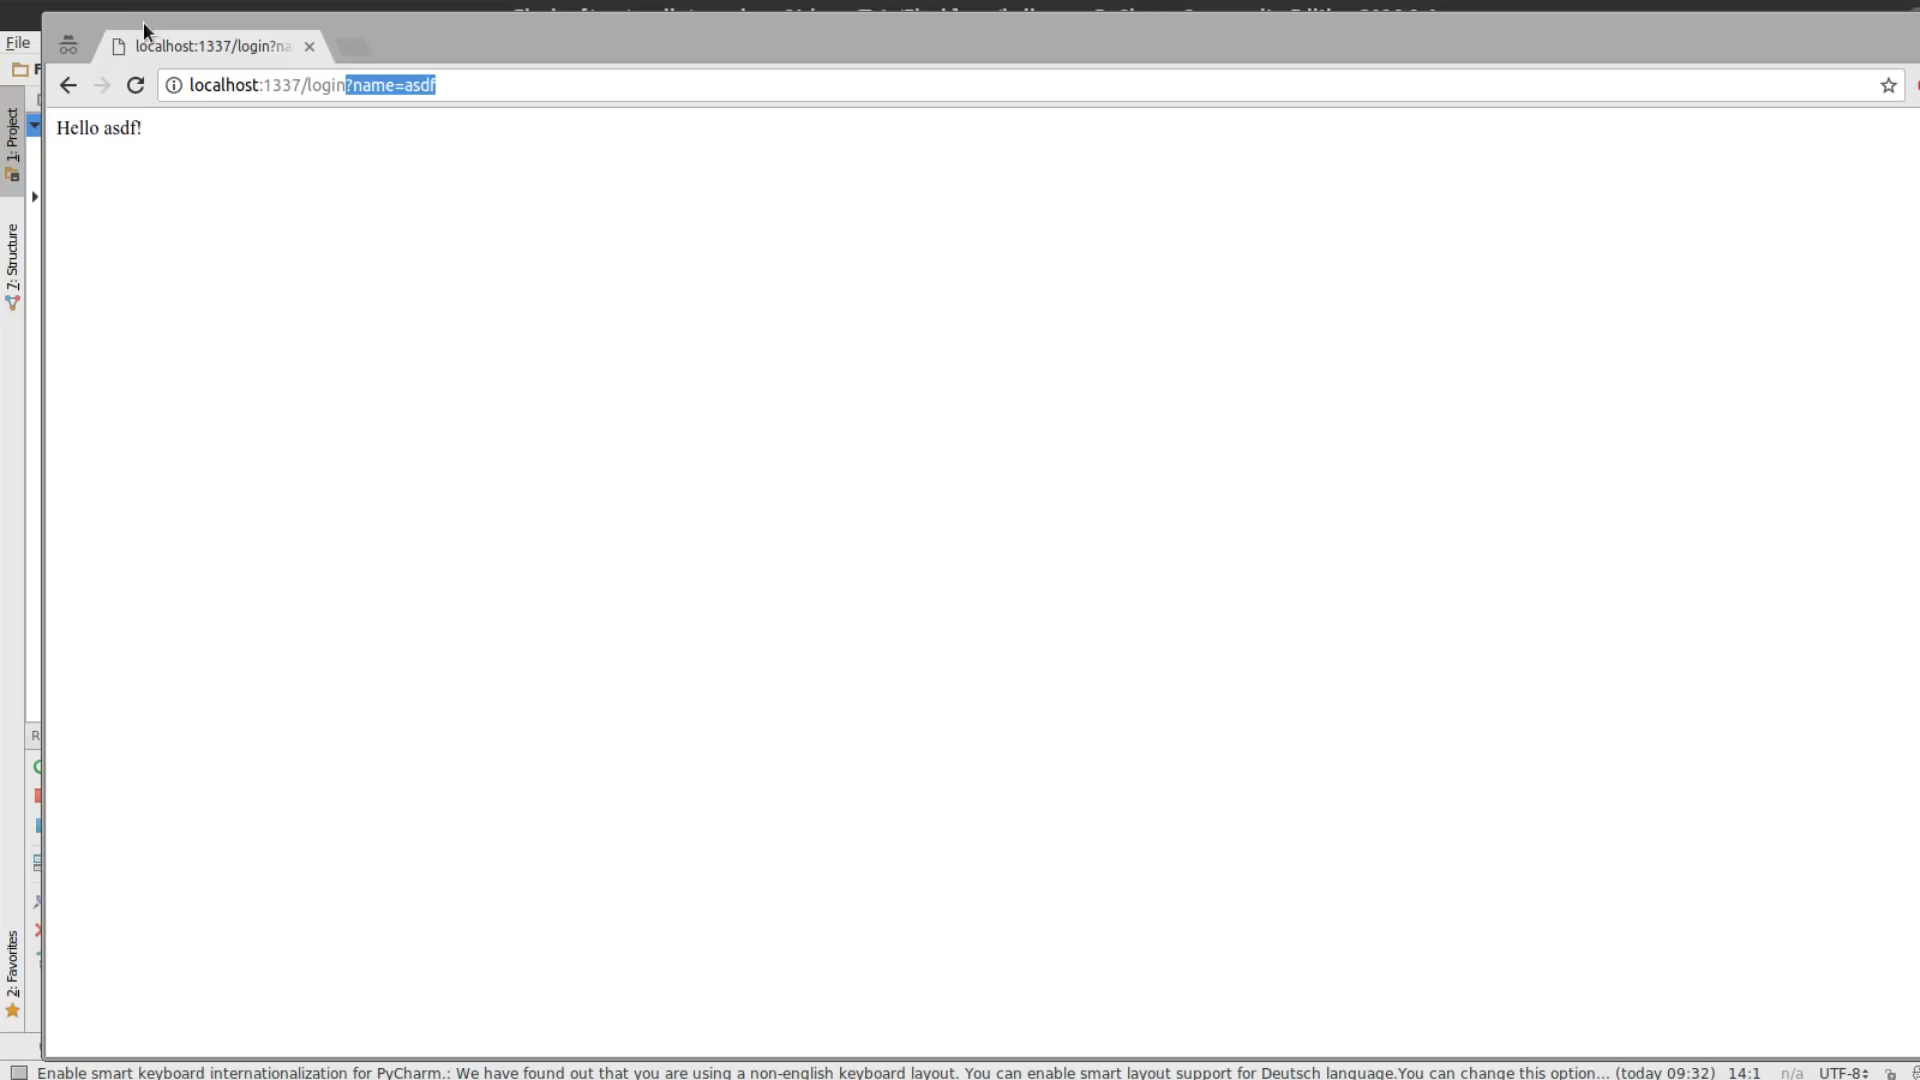 File
localhost:1337/login?na
localhost:1337/login?name=asdf
Hello asdf!
1: Project
7: Structure
2: Favorites
Enable smart keyboard internationalization for PyCharm.: We have found out that you are using a non-english keyboard layout. You can enable smart layout support for Deutsch language.You can change this option... (today 09:32) 14:1 n/a UTF-8